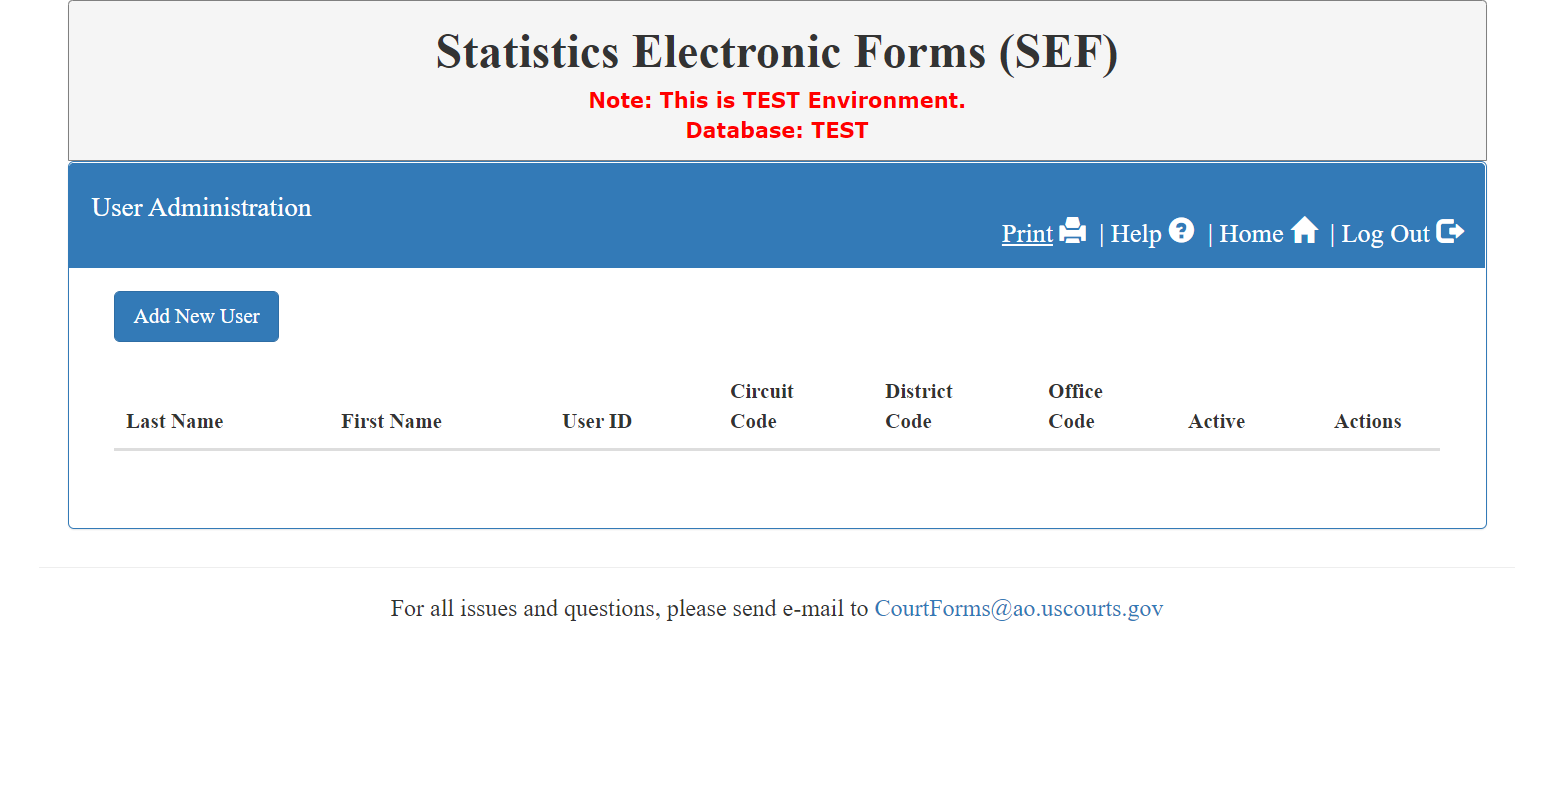 Statistics Electronic Forms (SEF)
Note: This is TEST Environment.
Database: TEST
User Administration
Print | Help ? | Home | Log Out
Add New User
Last Name First Name User ID Circuit Code District Code Office Code Active Actions
For all issues and questions, please send e-mail to CourtForms@ao.uscourts.gov